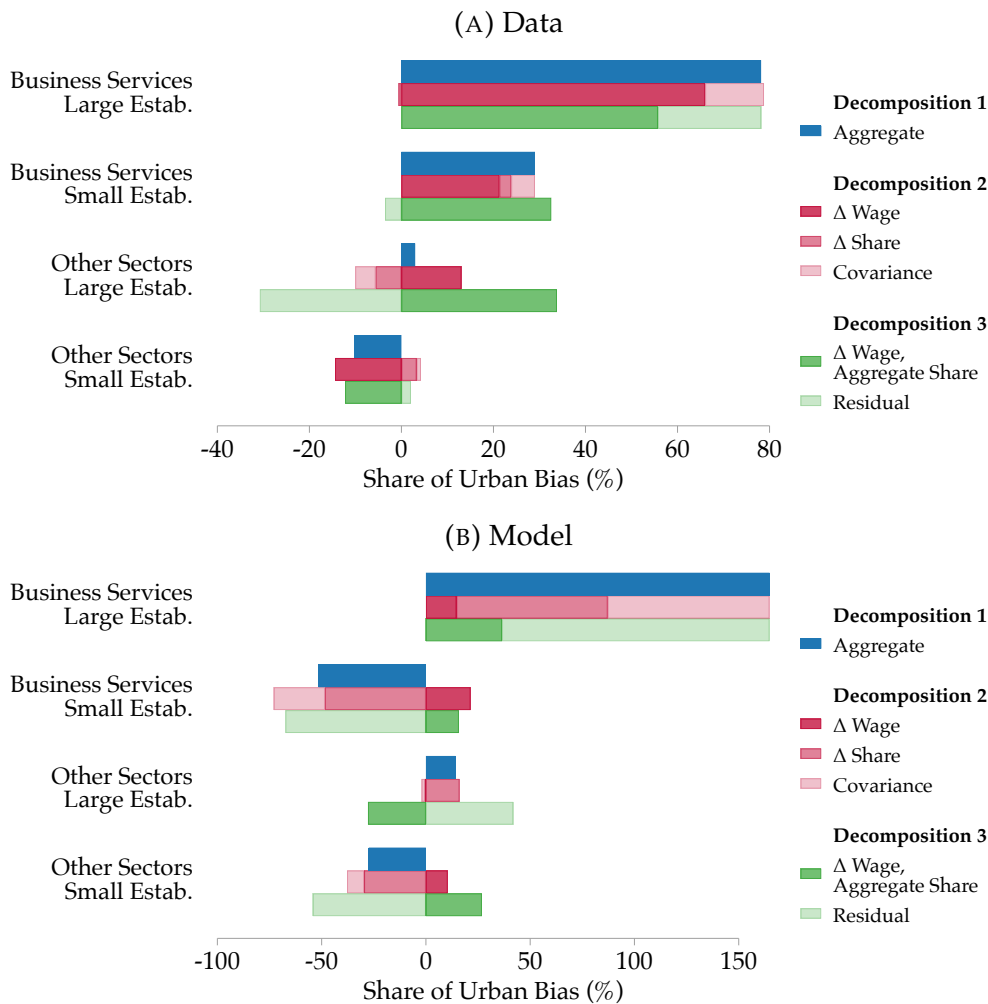 (A) Data
Business Services
Large Estab.
Business Services
Small Estab.
Other Sectors
Large Estab.
Other Sectors
Small Estab.
-40 -20 0 20 40 60 80
Share of Urban Bias (%)
Decomposition 1
Aggregate
Decomposition 2
Δ Wage
Δ Share
Covariance
Decomposition 3
Δ Wage,
Aggregate Share
Residual
(B) Model
Business Services
Large Estab.
Business Services
Small Estab.
Other Sectors
Large Estab.
Other Sectors
Small Estab.
-100 -50 0 50 100 150
Share of Urban Bias (%)
Decomposition 1
Aggregate
Decomposition 2
Δ Wage
Δ Share
Covariance
Decomposition 3
Δ Wage,
Aggregate Share
Residual